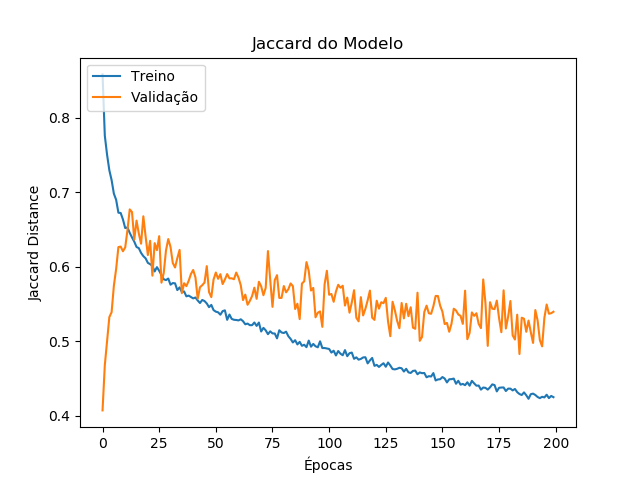 Jaccard do Modelo
Treino
Validação
Jaccard Distance
0.8
0.7
0.6
0.5
0.4
0 25 50 75 100 125 150 175 200
Épocas